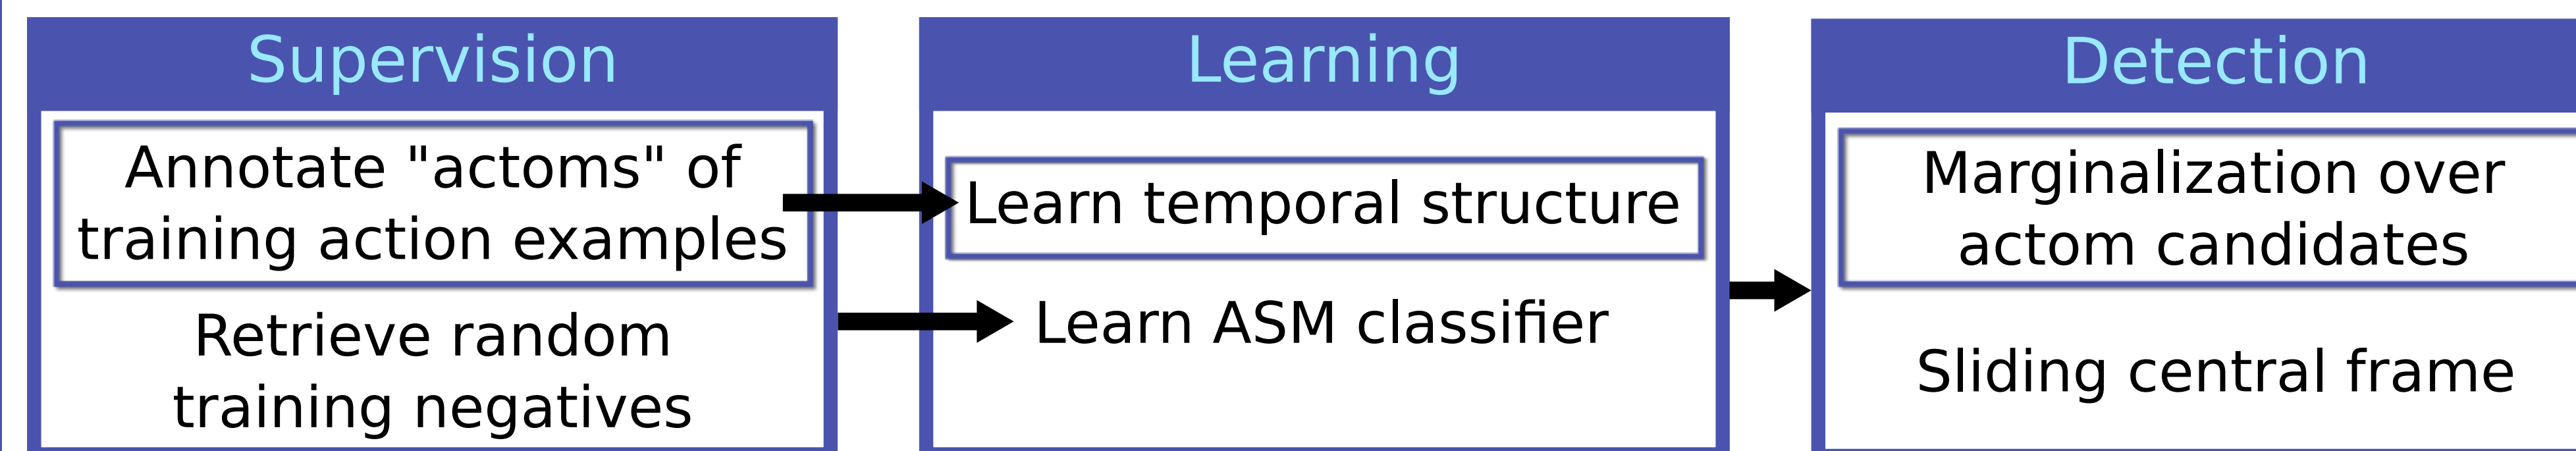 Supervision
Annotate "actoms" of
training action examples
Retrieve random
training negatives
Learning
Learn temporal structure
Learn ASM classifier
Detection
Marginalization over
actom candidates
Sliding central frame